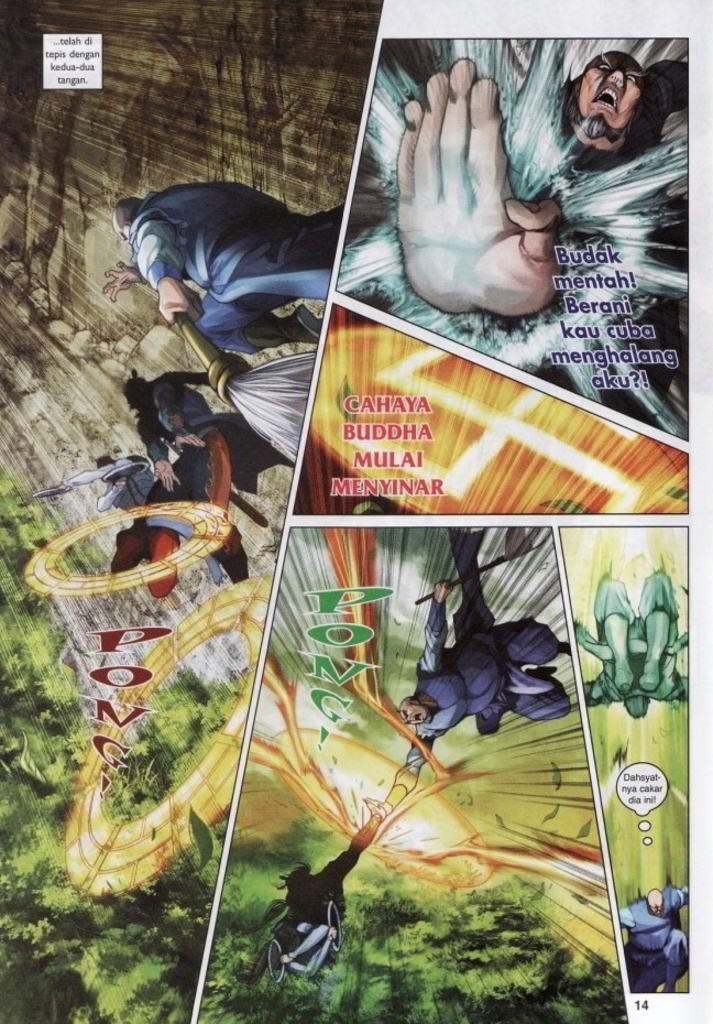 ...telah di
tepis dengan
kedua-dua
tangan.
Budak
mentah!
Berani
kau cuba
menghalang
aku?!
CAHAYA
BUDDHA
MULAI
MENYINAR
PONG!
PONG!
Dahsyat-
nya cakar
dia ini!
14